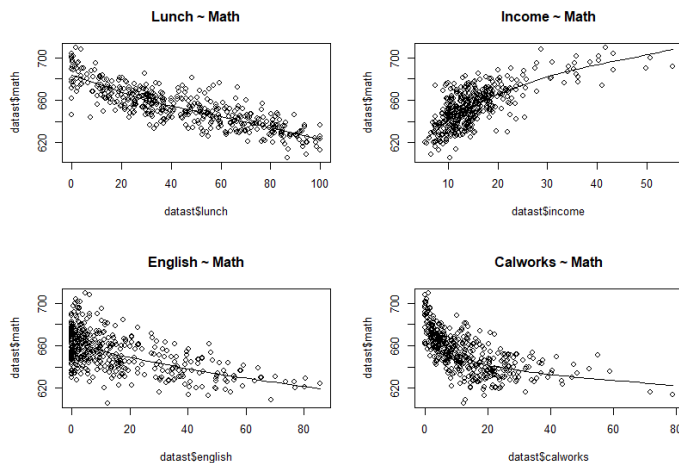 Lunch ~ Math
datast$math
700
660
620
0 20 40 60 80 100
datast$lunch
Income ~ Math
datast$math
700
660
620
10 20 30 40 50
datast$income
English ~ Math
datast$math
700
660
620
0 20 40 60 80
datast$english
Calworks ~ Math
datast$math
700
660
620
0 20 40 60 80
datast$calworks